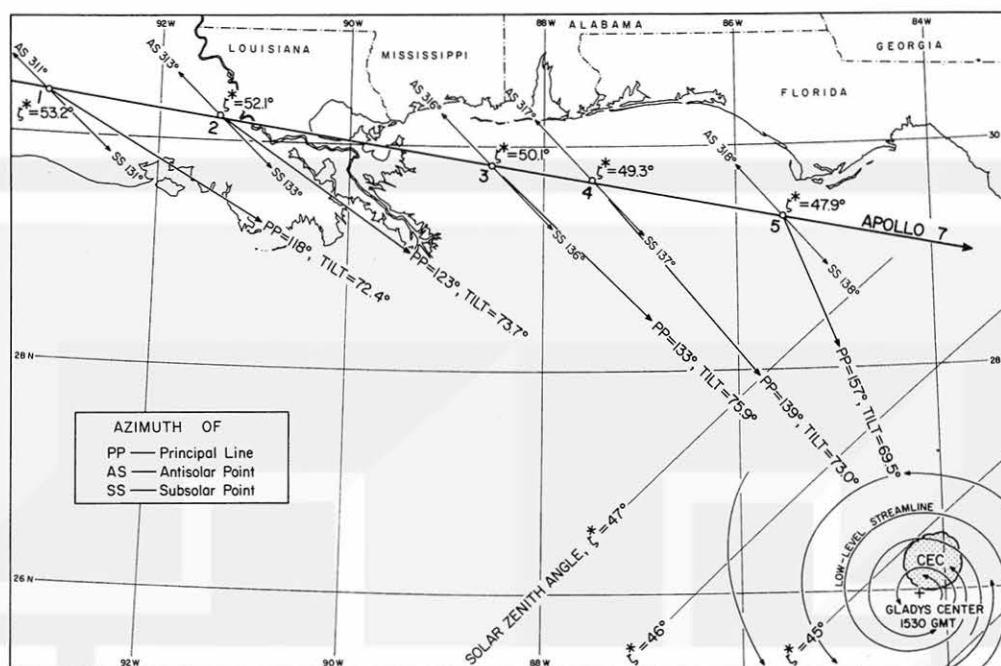 92W
90W
88W
86W
84W
ALABAMA
LOUISIANA
MISSISSIPPI
GEORGIA
FLORIDA
AS 311°
AS 313°
AS 316°
AS 317°
AS 318°
1
ζ*=53.2°
2
ζ*=52.1°
3
ζ*=50.1°
4
ζ*=49.3°
5
ζ*=47.9°
30
SS 131°
SS 133°
SS 136°
SS 137°
SS 138°
APOLLO 7
PP=118°, TILT=72.4°
PP=123°, TILT=73.7°
PP=133°, TILT=75.9°
PP=139°, TILT=73.0°
PP=157°, TILT=69.5°
28N
28
AZIMUTH OF
PP — Principal Line
AS — Antisolar Point
SS — Subsolar Point
SOLAR ZENITH ANGLE, ζ*=47°
ζ*=46°
ζ*=45°
LOW-LEVEL STREAMLINE
CEC
GLADYS CENTER
1530 GMT
26N
92W
90W
88W